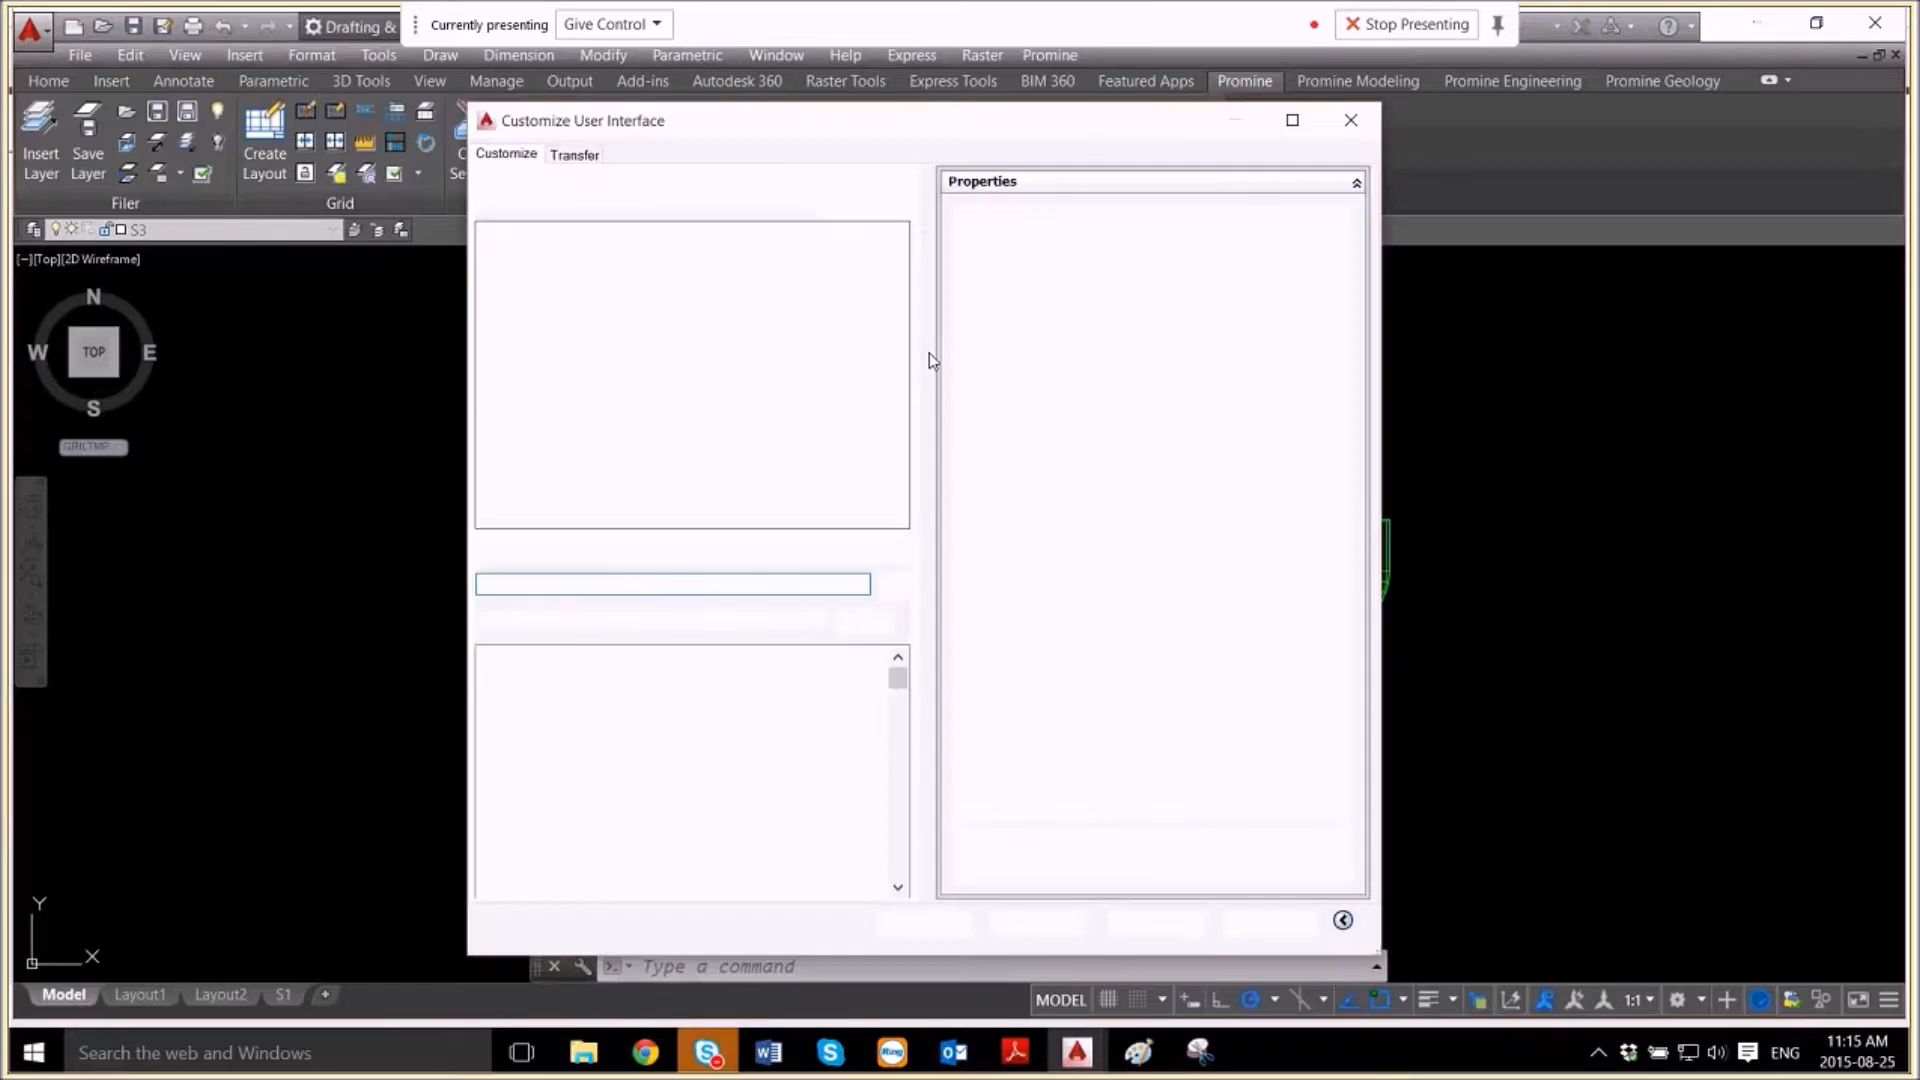 Drafting &
Currently presenting
Give Control
Stop Presenting
File Edit View Insert Format Tools Draw Dimension Modify Parametric Window Help Express Raster Promine
Home Insert Annotate Parametric 3D Tools View Manage Output Add-ins Autodesk 360 Raster Tools Express Tools BIM 360 Featured Apps Promine Promine Modeling Promine Engineering Promine Geology
Insert Layer
Save Layer
Create Layout
Filer
Grid
Customize User Interface
Customize Transfer
Properties
S3
[−][Top][2D Wireframe]
N
W TOP E
S
GRILTMP
Y
X
Type a command
Model Layout1 Layout2 S1 +
MODEL
1:1
Search the web and Windows
Ring
ENG
11:15 AM
2015-08-25